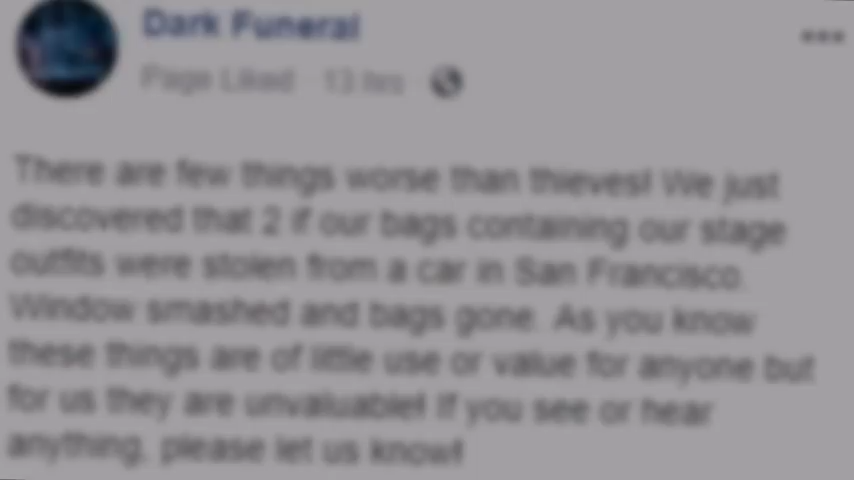 Dark Funeral
Page Liked · 13 hrs ·
There are few things worse than thieves! We just
discovered that 2 if our bags containing our stage
outfits were stolen from a car in San Francisco.
Window smashed and bags gone. As you know
these things are of little use or value for anyone but
for us they are unvaluable! If you see or hear
anything, please let us know!